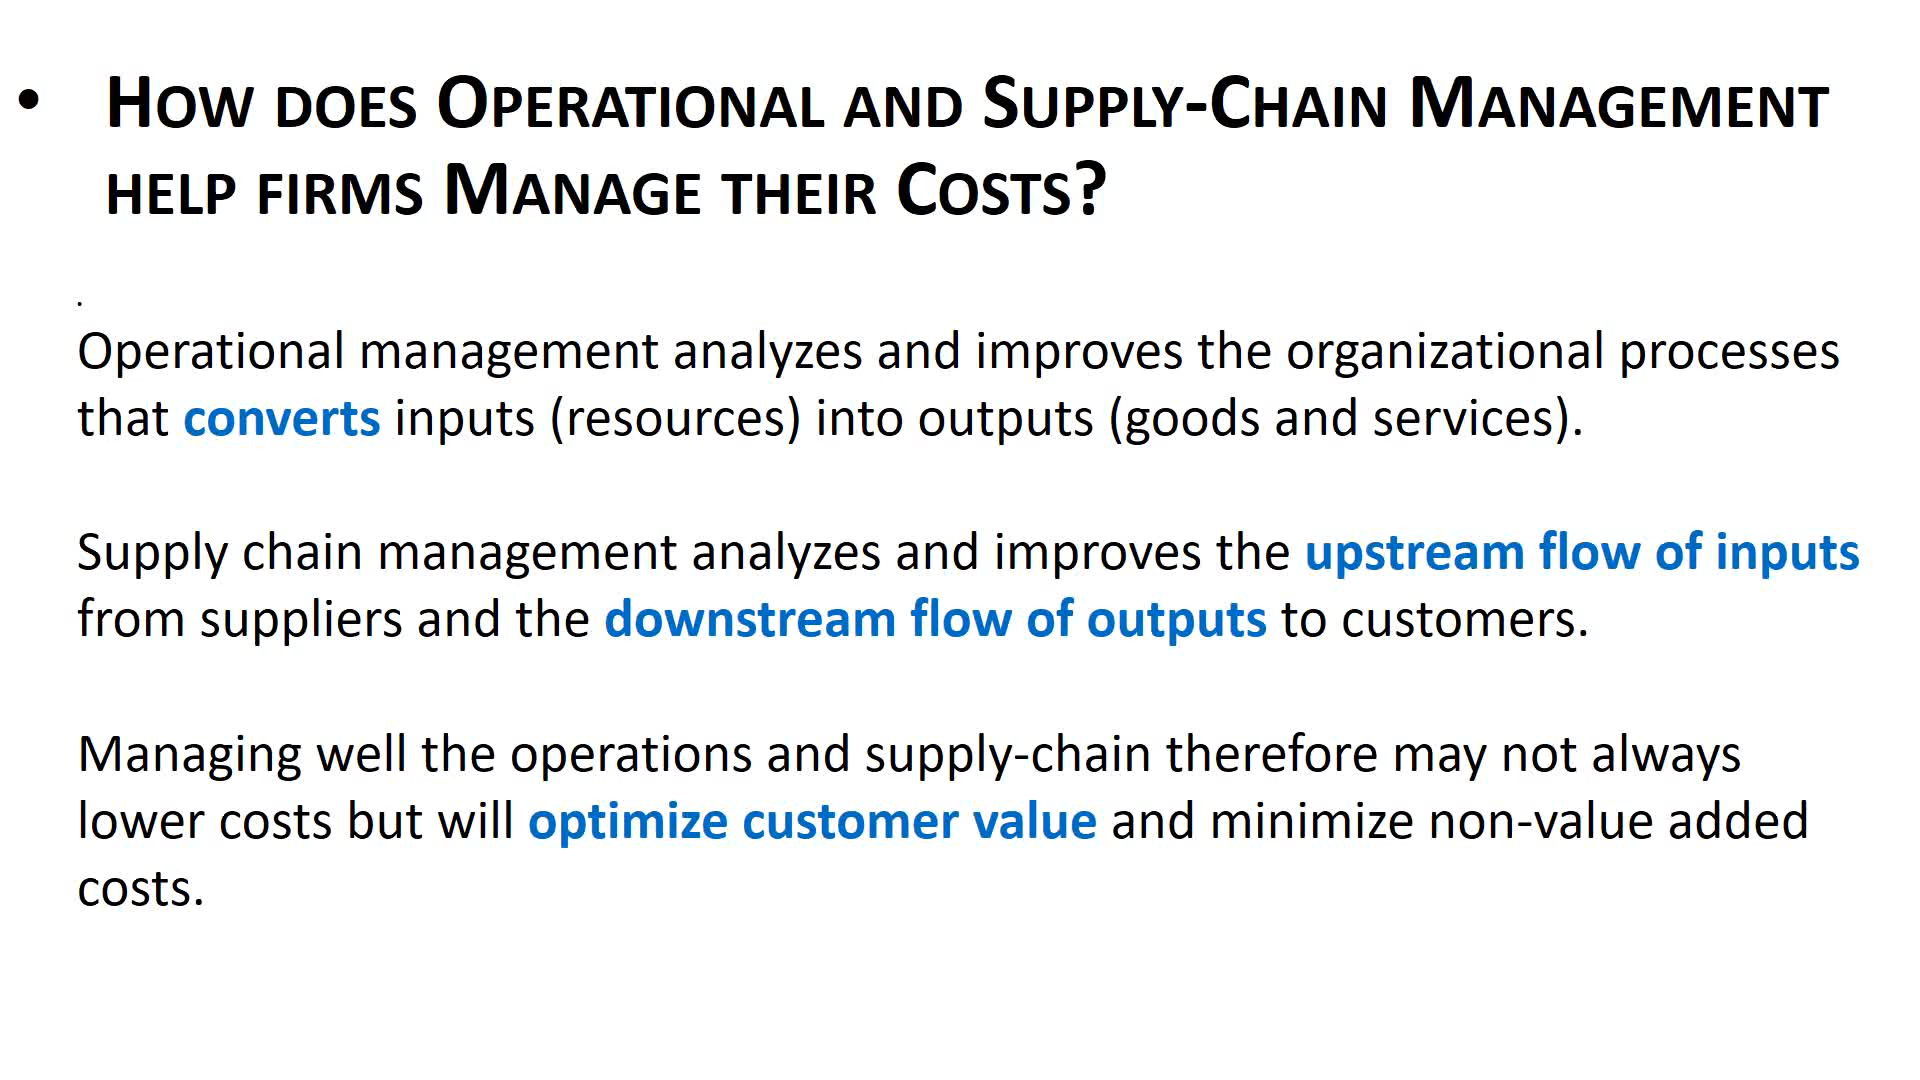 • How does Operational and Supply-Chain Management
help firms Manage their Costs?
.
Operational management analyzes and improves the organizational processes
that converts inputs (resources) into outputs (goods and services).
Supply chain management analyzes and improves the upstream flow of inputs
from suppliers and the downstream flow of outputs to customers.
Managing well the operations and supply-chain therefore may not always
lower costs but will optimize customer value and minimize non-value added
costs.